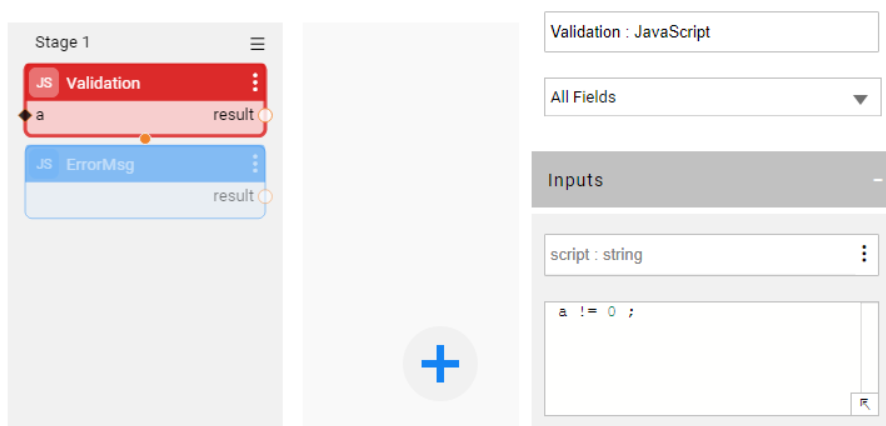 Stage 1
JS Validation
a result
JS ErrorMsg
result
Validation : JavaScript
All Fields
Inputs
script : string
a != 0 ;